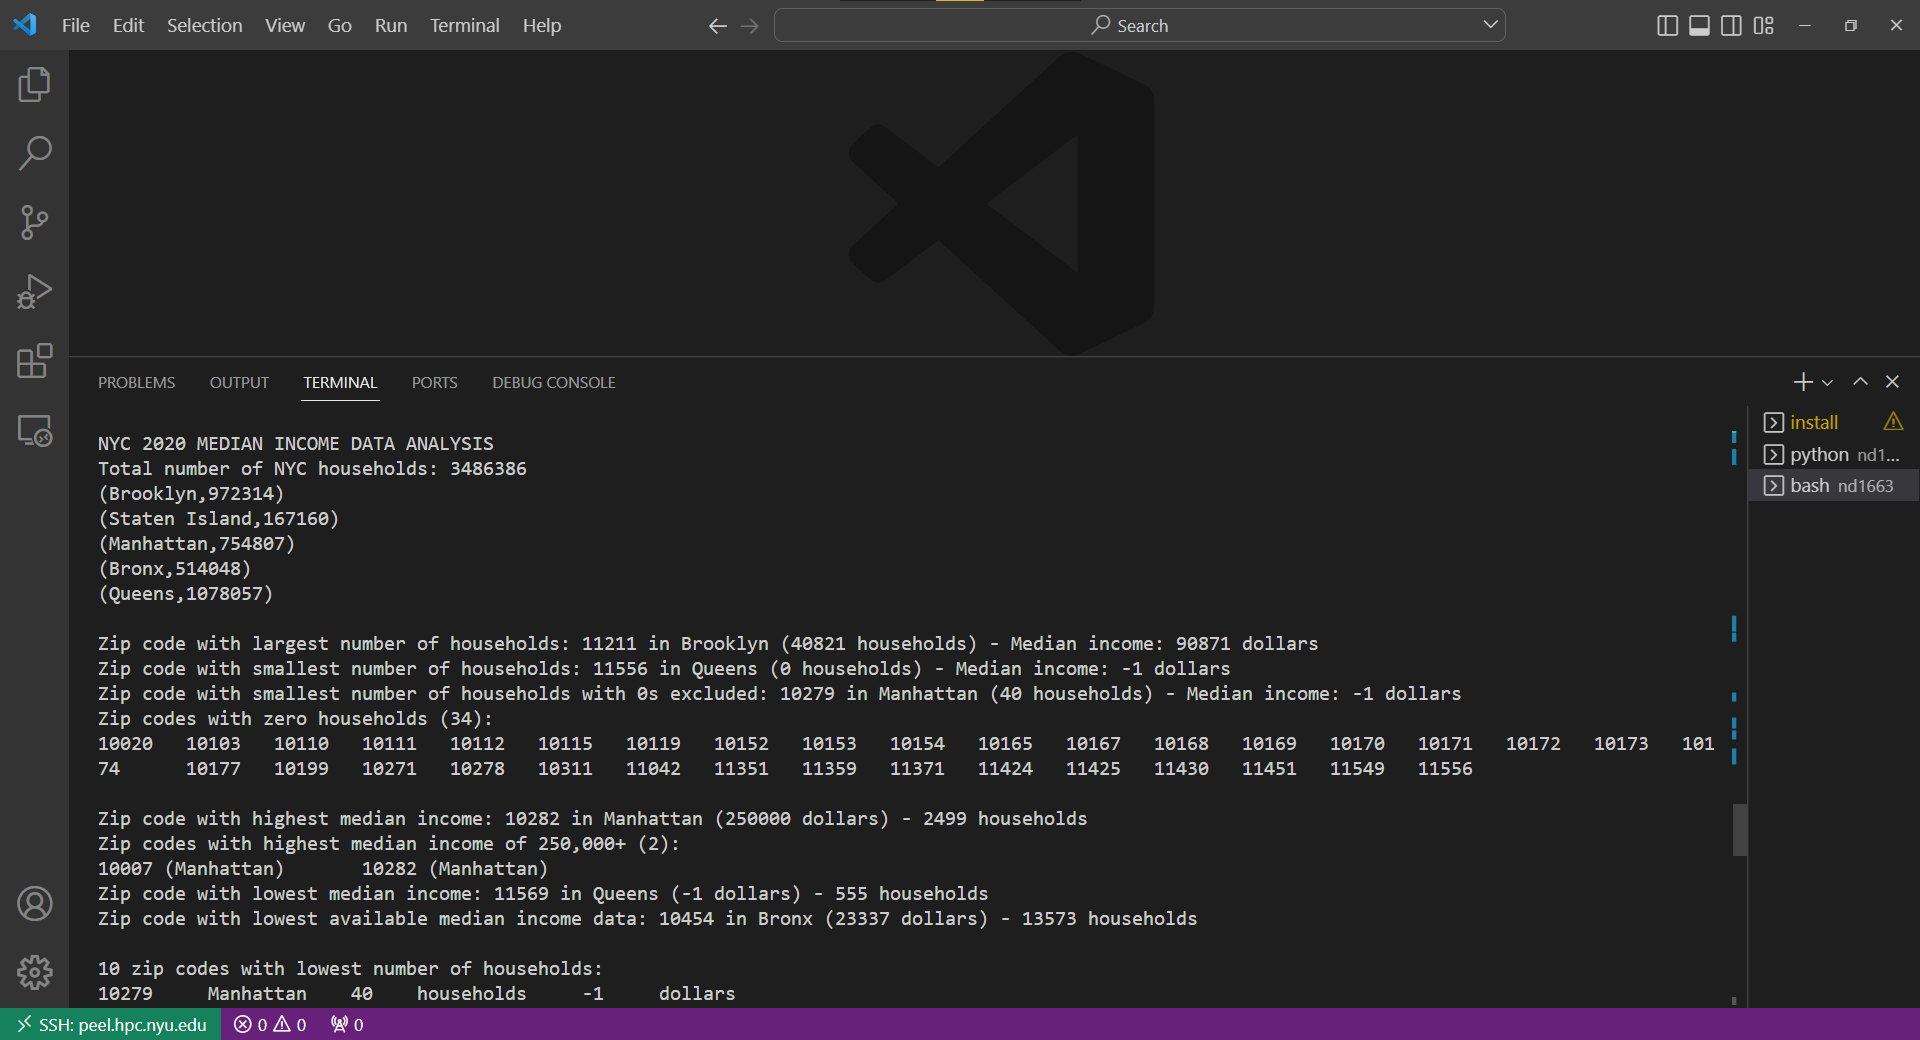 File Edit Selection View Go Run Terminal Help
Search
PROBLEMS OUTPUT TERMINAL PORTS DEBUG CONSOLE
install
python nd1...
bash nd1663
NYC 2020 MEDIAN INCOME DATA ANALYSIS
Total number of NYC households: 3486386
(Brooklyn,972314)
(Staten Island,167160)
(Manhattan,754807)
(Bronx,514048)
(Queens,1078057)
Zip code with largest number of households: 11211 in Brooklyn (40821 households) - Median income: 90871 dollars
Zip code with smallest number of households: 11556 in Queens (0 households) - Median income: -1 dollars
Zip code with smallest number of households with 0s excluded: 10279 in Manhattan (40 households) - Median income: -1 dollars
Zip codes with zero households (34):
10020 10103 10110 10111 10112 10115 10119 10152 10153 10154 10165 10167 10168 10169 10170 10171 10172 10173 101
74 10177 10199 10271 10278 10311 11042 11351 11359 11371 11424 11425 11430 11451 11549 11556
Zip code with highest median income: 10282 in Manhattan (250000 dollars) - 2499 households
Zip codes with highest median income of 250,000+ (2):
10007 (Manhattan) 10282 (Manhattan)
Zip code with lowest median income: 11569 in Queens (-1 dollars) - 555 households
Zip code with lowest available median income data: 10454 in Bronx (23337 dollars) - 13573 households
10 zip codes with lowest number of households:
10279 Manhattan 40 households -1 dollars
SSH: peel.hpc.nyu.edu 0 0 0